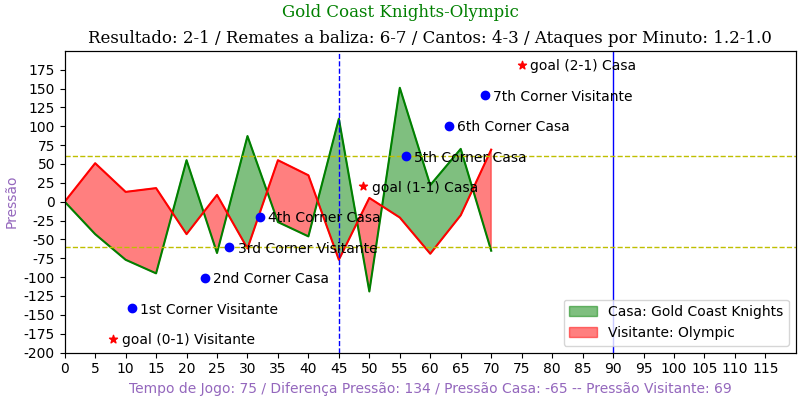 Gold Coast Knights-Olympic
Resultado: 2-1 / Remates a baliza: 6-7 / Cantos: 4-3 / Ataques por Minuto: 1.2-1.0
Pressão
175
150
125
100
75
50
25
0
-25
-50
-75
-100
-125
-150
-175
-200
goal (2-1) Casa
7th Corner Visitante
6th Corner Casa
5th Corner Casa
goal (1-1) Casa
4th Corner Casa
3rd Corner Visitante
2nd Corner Casa
1st Corner Visitante
goal (0-1) Visitante
Casa: Gold Coast Knights
Visitante: Olympic
0 5 10 15 20 25 30 35 40 45 50 55 60 65 70 75 80 85 90 95 100 105 110 115
Tempo de Jogo: 75 / Diferença Pressão: 134 / Pressão Casa: -65 -- Pressão Visitante: 69